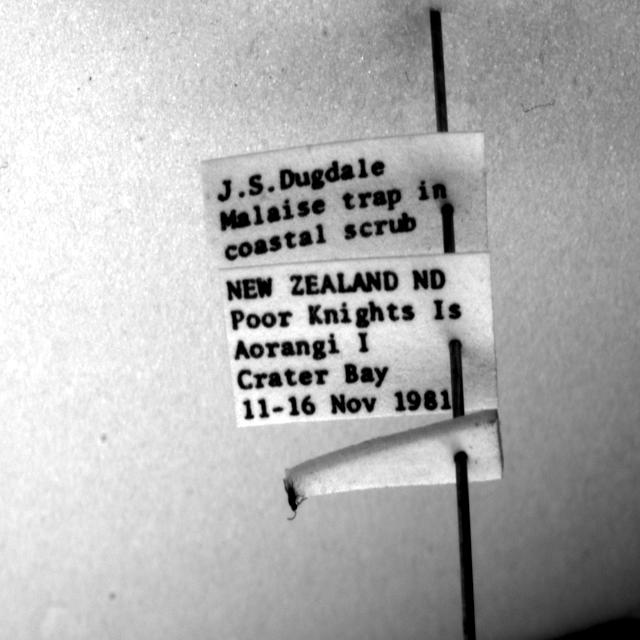 J.S.Dugdale
Malaise trap in
coastal scrub
NEW ZEALAND ND
Poor Knights Is
Aorangi I
Crater Bay
11-16 Nov 1981